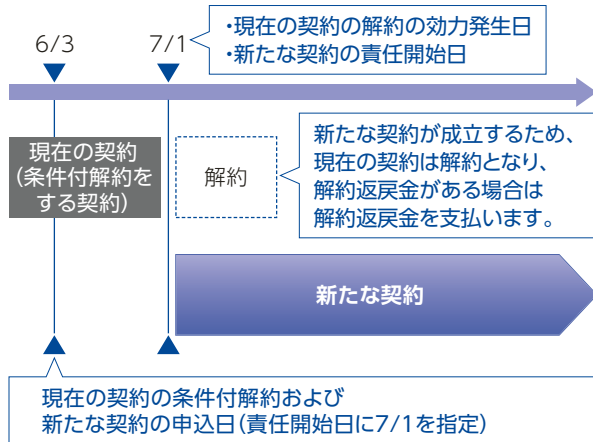 6/3
7/1
・現在の契約の解約の効力発生日
・新たな契約の責任開始日
現在の契約
(条件付解約を
する契約)
解約
新たな契約が成立するため、
現在の契約は解約となり、
解約返戻金がある場合は
解約返戻金を支払います。
新たな契約
現在の契約の条件付解約および
新たな契約の申込日(責任開始日に7/1を指定)